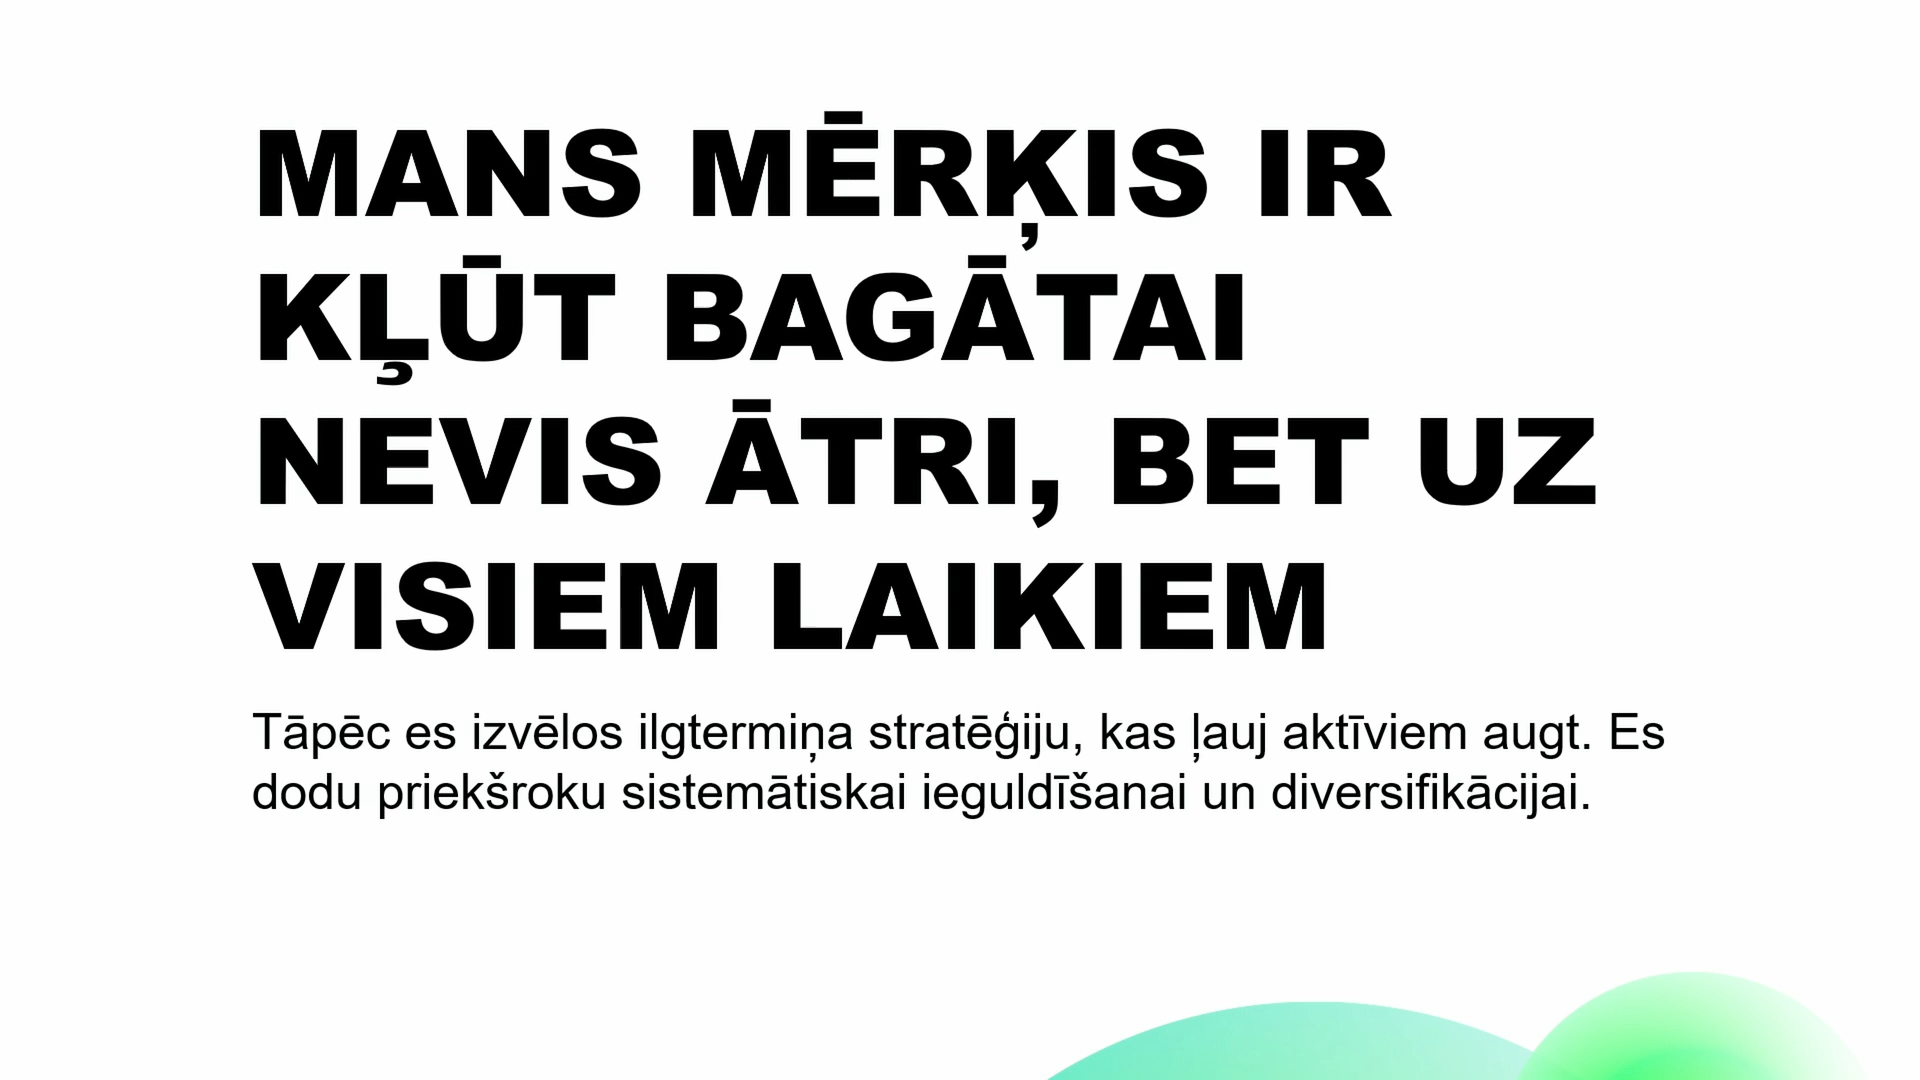 MANS MĒRĶIS IR
KĻŪT BAGĀTAI
NEVIS ĀTRI, BET UZ
VISIEM LAIKIEM
Tāpēc es izvēlos ilgtermiņa stratēģiju, kas ļauj aktīviem augt. Es
dodu priekšroku sistemātiskai ieguldīšanai un diversifikācijai.